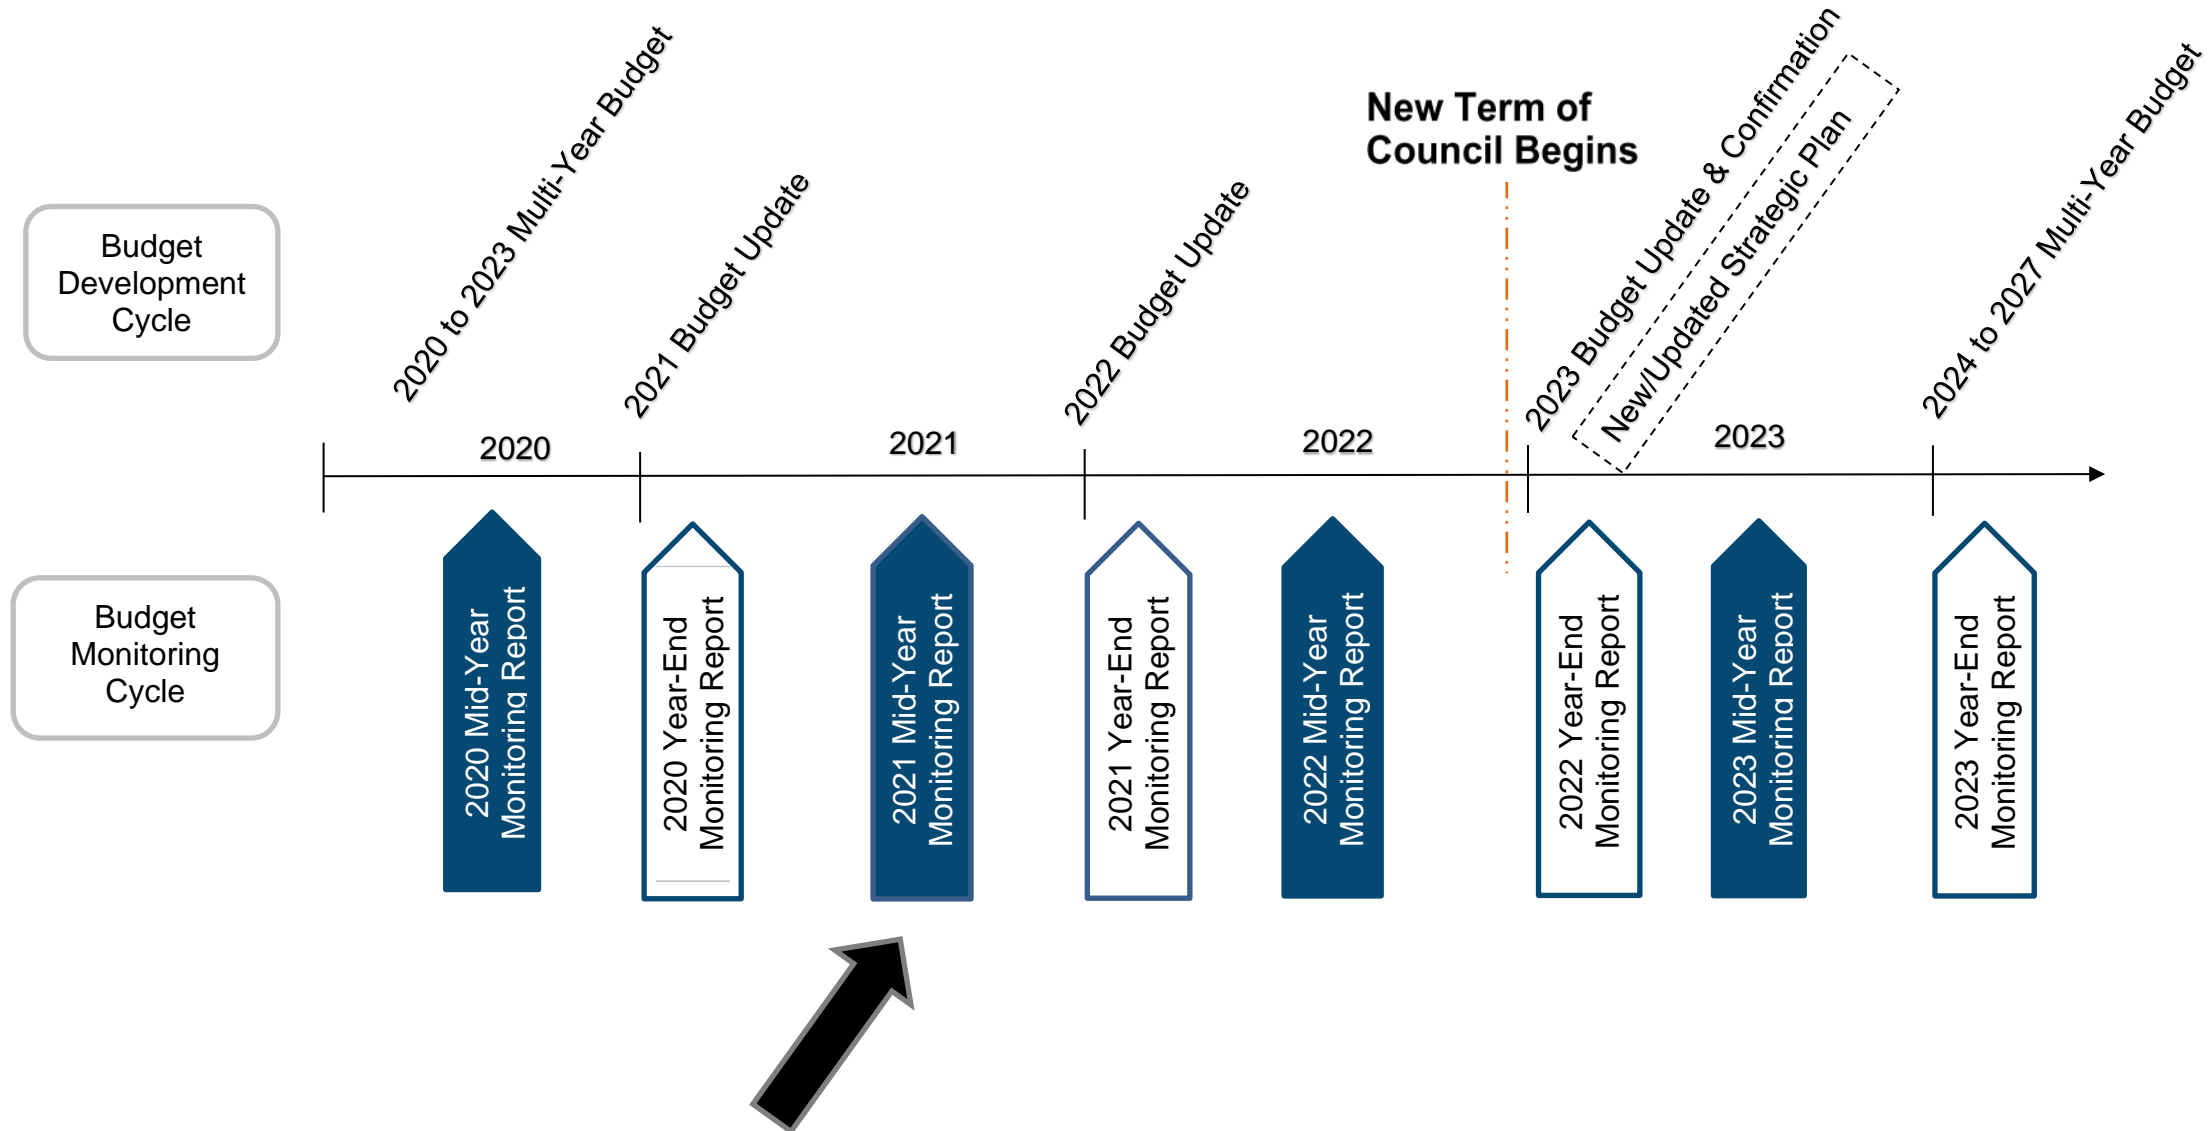 2020 to 2023 Multi-Year Budget
2021 Budget Update
2022 Budget Update
New Term of
Council Begins
2023 Budget Update & Confirmation
New/Updated Strategic Plan
2024 to 2027 Multi-Year Budget
Budget
Development
Cycle
2020
2021
2022
2023
Budget
Monitoring
Cycle
2020 Mid-Year
Monitoring Report
2020 Year-End
Monitoring Report
2021 Mid-Year
Monitoring Report
2021 Year-End
Monitoring Report
2022 Mid-Year
Monitoring Report
2022 Year-End
Monitoring Report
2023 Mid-Year
Monitoring Report
2023 Year-End
Monitoring Report